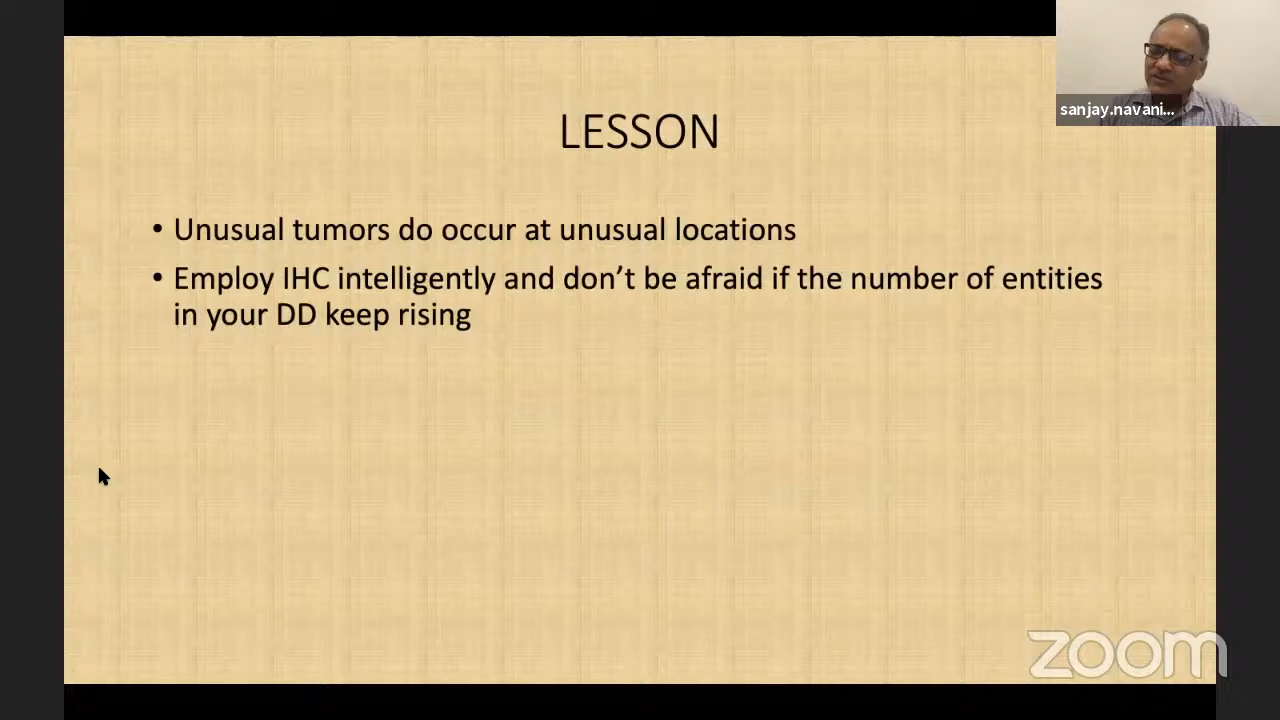 sanjay.navani...
LESSON
• Unusual tumors do occur at unusual locations
• Employ IHC intelligently and don’t be afraid if the number of entities
in your DD keep rising
zoom